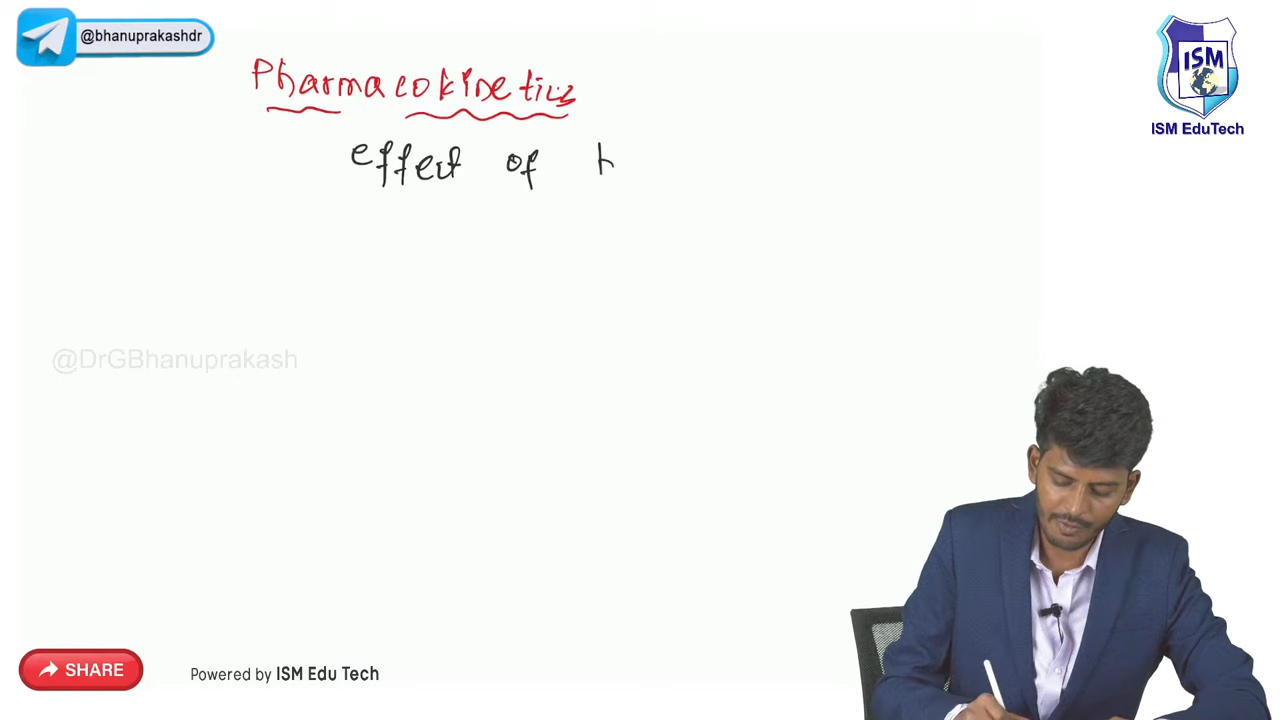 @bhanuprakashdr
ISM
ISM EduTech
Pharmacokinetics
effect of
@DrGBhanuprakash
SHARE
Powered by ISM Edu Tech